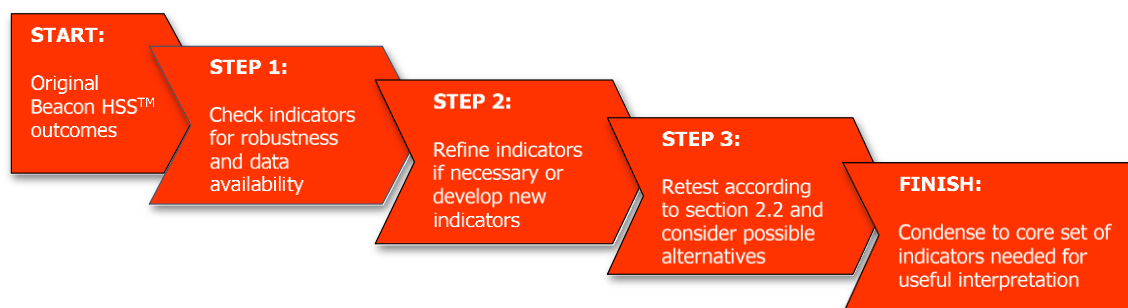 START:
Original
Beacon HSS™
outcomes
STEP 1:
Check indicators
for robustness
and data
availability
STEP 2:
Refine indicators
if necessary or
develop new
indicators
STEP 3:
Retest according
to section 2.2 and
consider possible
alternatives
FINISH:
Condense to core set of
indicators needed for
useful interpretation